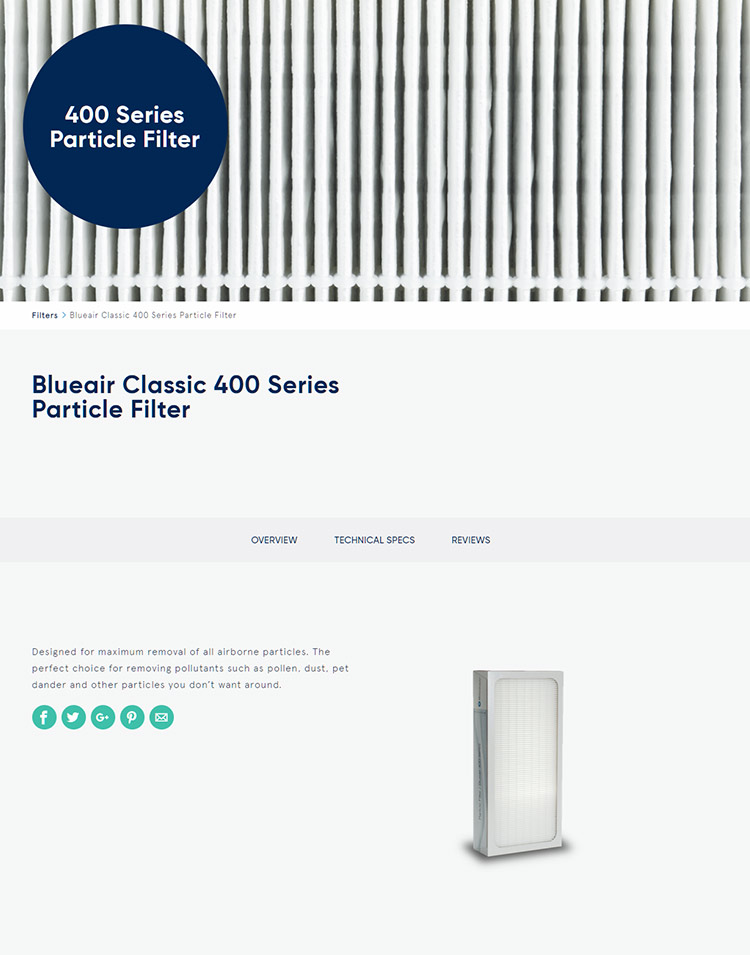 400 Series
Particle Filter
Filters > Blueair Classic 400 Series Particle Filter
Blueair Classic 400 Series
Particle Filter
OVERVIEW TECHNICAL SPECS REVIEWS
Designed for maximum removal of all airborne particles. The
perfect choice for removing pollutants such as pollen, dust, pet
dander and other particles you don't want around.